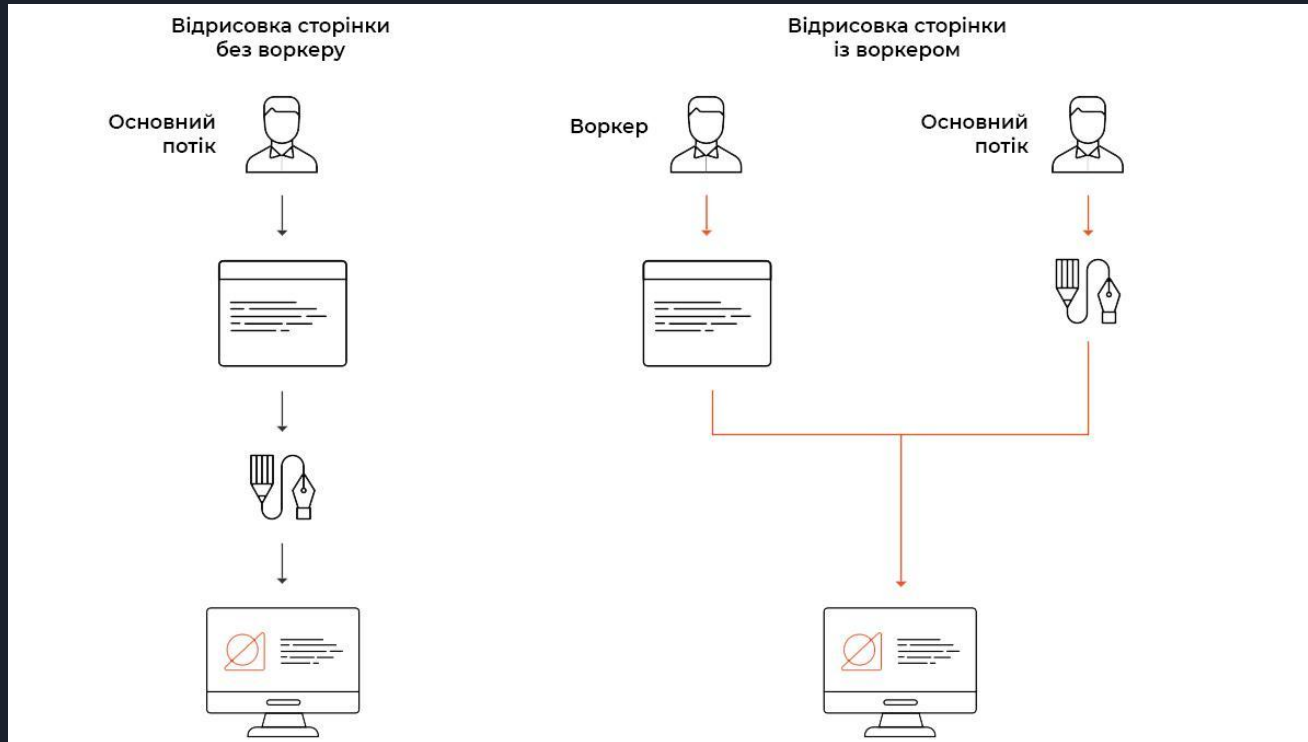 Відрисовка сторінки
без воркеру
Основний
потік
Відрисовка сторінки
із воркером
Воркер
Основний
потік